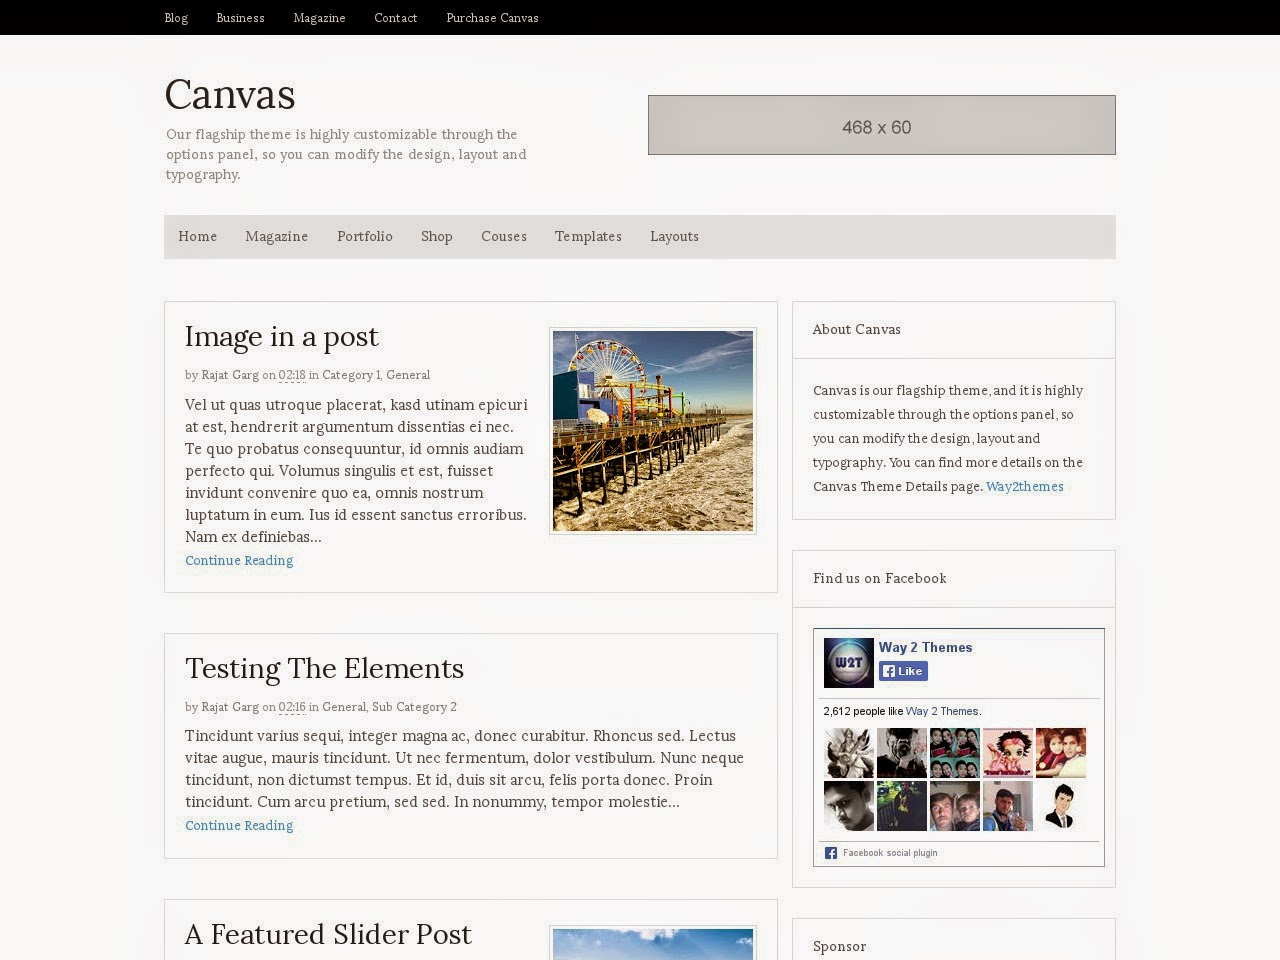 Blog Business Magazine Contact Purchase Canvas
Canvas
Our flagship theme is highly customizable through the
options panel, so you can modify the design, layout and
typography.
468 x 60
Home Magazine Portfolio Shop Couses Templates Layouts
Image in a post
by Rajat Garg on 02:18 in Category 1, General
Vel ut quas utroque placerat, kasd utinam epicuri
at est, hendrerit argumentum dissentias ei nec.
Te quo probatus consequuntur, id omnis audiam
perfecto qui. Volumus singulis et est, fuisset
invidunt convenire quo ea, omnis nostrum
luptatum in eum. Ius id essent sanctus erroribus.
Nam ex definiebas...
Continue Reading
Testing The Elements
by Rajat Garg on 02:16 in General, Sub Category 2
Tincidunt varius sequi, integer magna ac, donec curabitur. Rhoncus sed. Lectus
vitae augue, mauris tincidunt. Ut nec fermentum, dolor vestibulum. Nunc neque
tincidunt, non dictumst tempus. Et id, duis sit arcu, felis porta donec. Proin
tincidunt. Cum arcu pretium, sed sed. In nonummy, tempor molestie...
Continue Reading
A Featured Slider Post
About Canvas
Canvas is our flagship theme, and it is highly
customizable through the options panel, so
you can modify the design, layout and
typography. You can find more details on the
Canvas Theme Details page. Way2themes
Find us on Facebook
W2T
Way 2 Themes
Like
2,612 people like Way 2 Themes.
Facebook social plugin
Sponsor